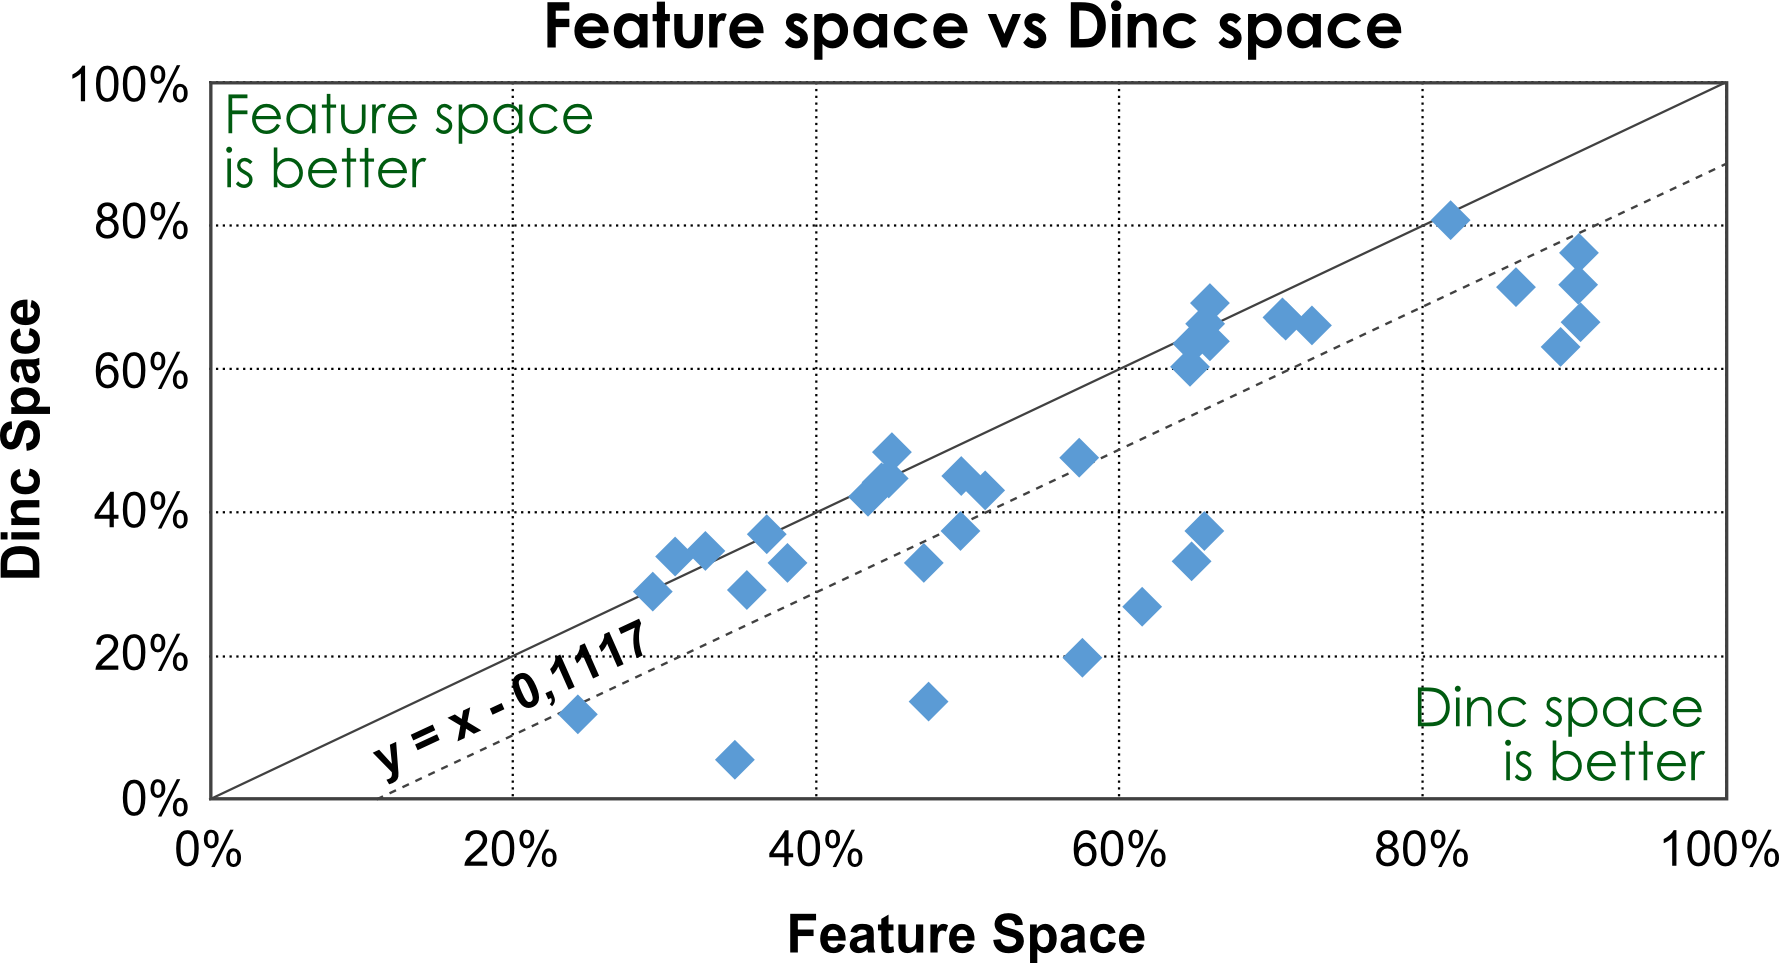 Feature space vs Dinc space
100%
80%
60%
40%
20%
0%
Feature space
is better
y = x - 0,1117
Dinc space
is better
0%
20%
40%
60%
80%
100%
Dinc Space
Feature Space